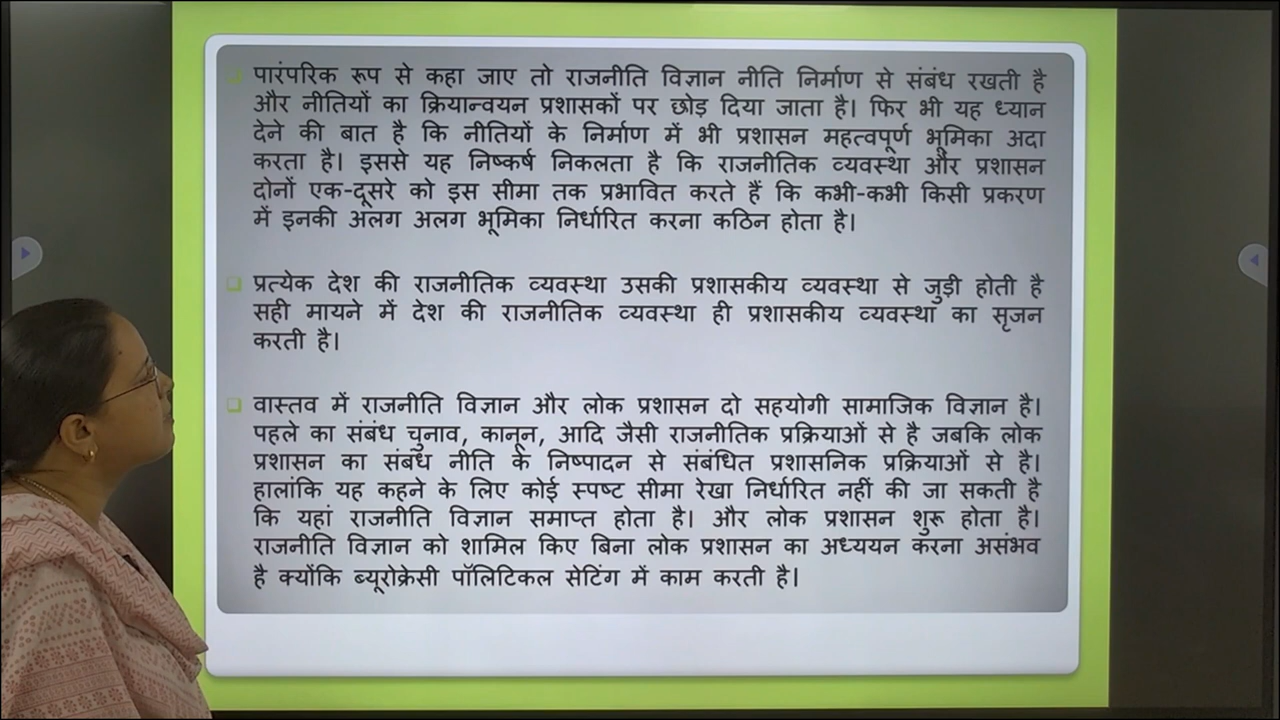 पारंपरिक रूप से कहा जाए तो राजनीति विज्ञान नीति निर्माण से संबंध रखती है
और नीतियों का क्रियान्वयन प्रशासकों पर छोड़ दिया जाता है। फिर भी यह ध्यान
देने की बात है कि नीतियों के निर्माण में भी प्रशासन महत्वपूर्ण भूमिका अदा
करता है। इससे यह निष्कर्ष निकलता है कि राजनीतिक व्यवस्था और प्रशासन
दोनों एक-दूसरे को इस सीमा तक प्रभावित करते हैं कि कभी-कभी किसी प्रकरण
में इनकी अलग अलग भूमिका निर्धारित करना कठिन होता है।
प्रत्येक देश की राजनीतिक व्यवस्था उसकी प्रशासकीय व्यवस्था से जुड़ी होती है
सही मायने में देश की राजनीतिक व्यवस्था ही प्रशासकीय व्यवस्था का सृजन
करती है।
वास्तव में राजनीति विज्ञान और लोक प्रशासन दो सहयोगी सामाजिक विज्ञान है।
पहले का संबंध चुनाव, कानून, आदि जैसी राजनीतिक प्रक्रियाओं से है जबकि लोक
प्रशासन का संबंध नीति के निष्पादन से संबंधित प्रशासनिक प्रक्रियाओं से है।
हालांकि यह कहने के लिए कोई स्पष्ट सीमा रेखा निर्धारित नहीं की जा सकती है
कि यहां राजनीति विज्ञान समाप्त होता है। और लोक प्रशासन शुरू होता है।
राजनीति विज्ञान को शामिल किए बिना लोक प्रशासन का अध्ययन करना असंभव
है क्योंकि ब्यूरोक्रेसी पॉलिटिकल सेटिंग में काम करती है।